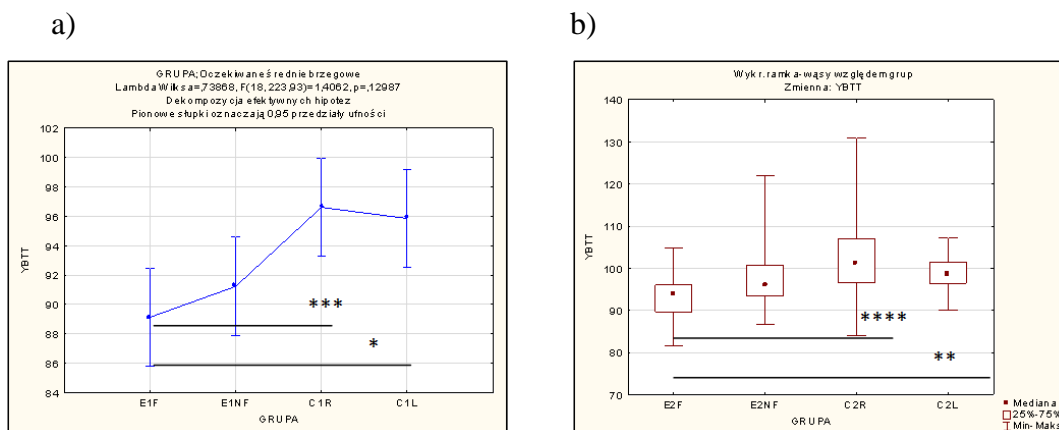 a)
b)
GRUPA; Oczekiwane średnie brzegowe
Lambda Wilksa=,73868, F(18, 223,93)=1,4062, p=,12987
Dekompozycja efektywnych hipotez
Pionowe słupki oznaczają 0,95 przedziały ufności
102
100
98
96
94
92
90
88
86
84
YBTT
***
*
E1F E1NF C1R C1L
GRUPA
Wykr. ramka-wąsy względem grup
Zmienna: YBTT
140
130
120
110
100
90
80
70
YBTT
****
**
E2F E2NF C2R C2L
GRUPA
Mediana
25%-75%
Min-Maks